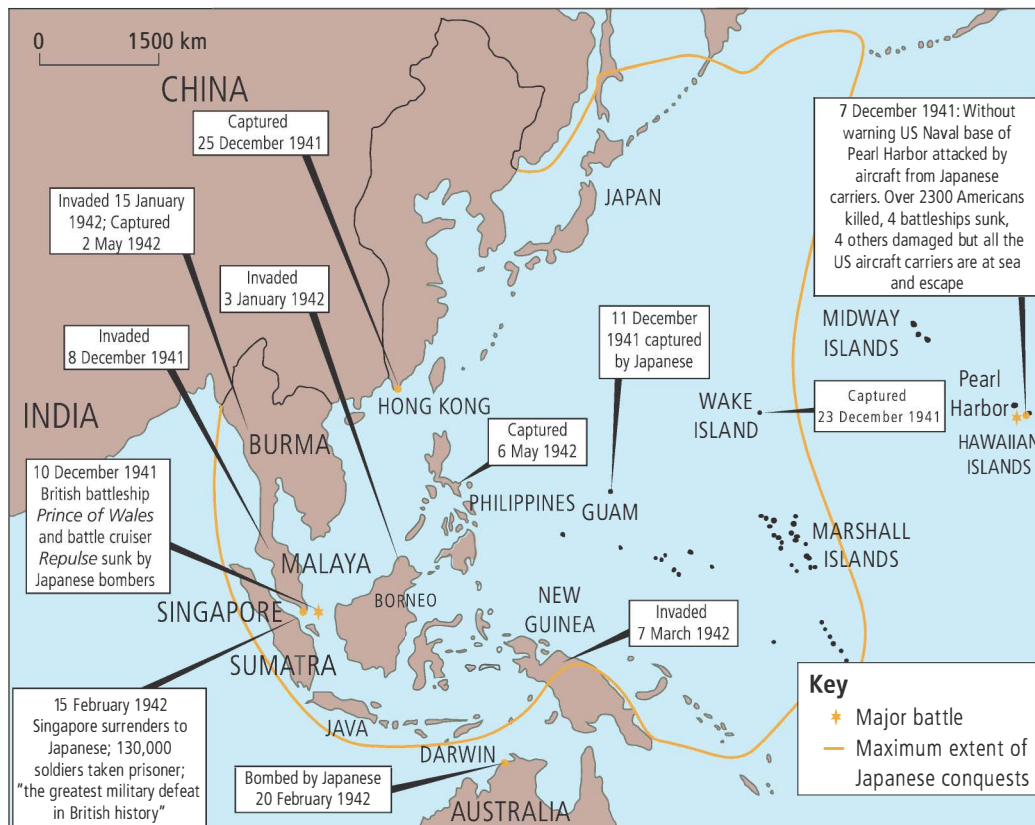 0 1500 km
CHINA
Captured
25 December 1941
7 December 1941: Without
warning US Naval base of
Pearl Harbor attacked by
aircraft from Japanese
carriers. Over 2300 Americans
killed, 4 battleships sunk,
4 others damaged but all the
US aircraft carriers are at sea
and escape
Invaded 15 January
1942; Captured
2 May 1942
JAPAN
Invaded
3 January 1942
11 December
1941 captured
by Japanese
MIDWAY
ISLANDS
Invaded
8 December 1941
Pearl
Harbor
HAWAIIAN
ISLANDS
INDIA
HONG KONG
WAKE
ISLAND
Captured
23 December 1941
BURMA
Captured
6 May 1942
10 December 1941
British battleship
Prince of Wales
and battle cruiser
Repulse sunk by
Japanese bombers
PHILIPPINES
GUAM
MARSHALL
ISLANDS
MALAYA
BORNEO
SINGAPORE
NEW
GUINEA
Invaded
7 March 1942
SUMATRA
15 February 1942
Singapore surrenders to
Japanese; 130,000
soldiers taken prisoner;
"the greatest military defeat
in British history"
JAVA
DARWIN
Bombed by Japanese
20 February 1942
AUSTRALIA
Key
Major battle
Maximum extent of
Japanese conquests